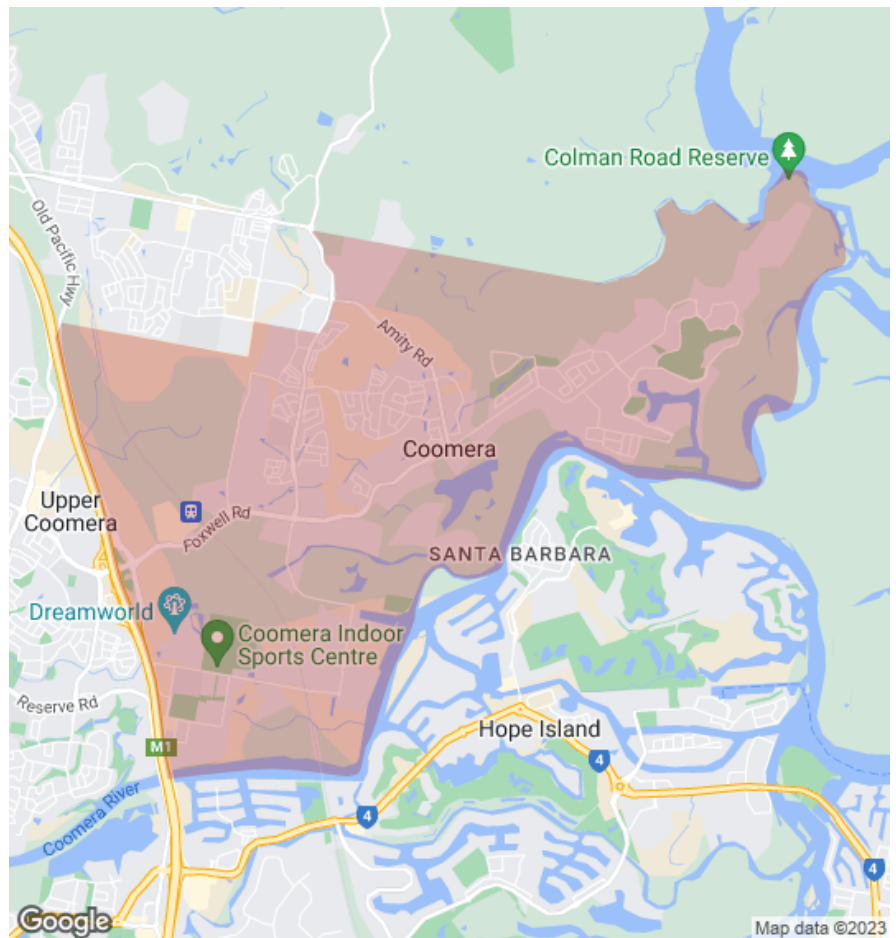 Colman Road Reserve
Old Pacific Hwy
Amity Rd
Coomera
Upper
Coomera
Foxwell Rd
SANTA BARBARA
Dreamworld
Coomera Indoor
Sports Centre
Reserve Rd
M1
Hope Island
4
4
Coomera River
4
Google
Map data ©2023